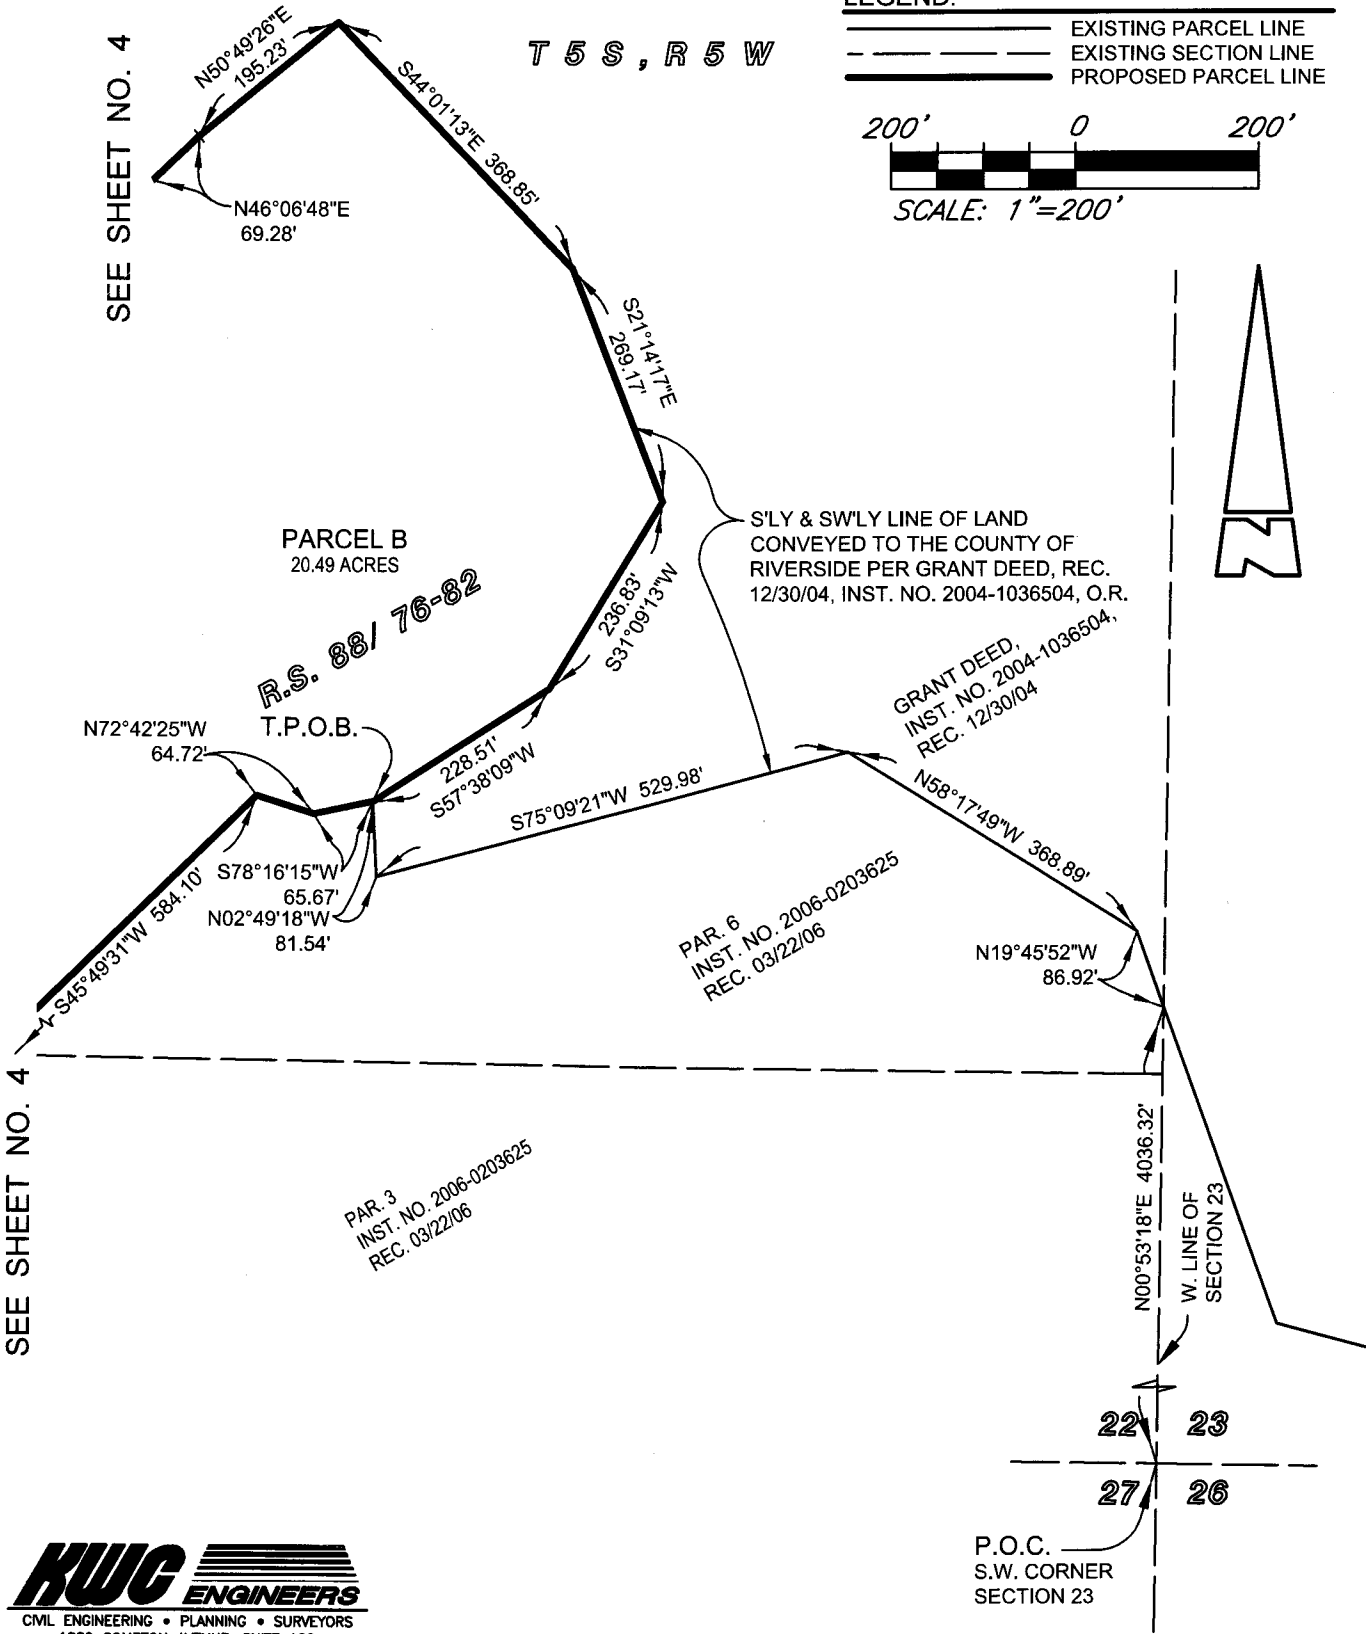 LEGEND:
EXISTING PARCEL LINE
EXISTING SECTION LINE
PROPOSED PARCEL LINE
T 5 S , R 5 W
200' 0 200'
SCALE: 1"=200'
SEE SHEET NO. 4
N50°49'26"E
195.23'
S44°01'13"E 368.85'
N46°06'48"E
69.28'
S21°14'17"E
269.17'
N
S'LY & SW'LY LINE OF LAND
CONVEYED TO THE COUNTY OF
RIVERSIDE PER GRANT DEED, REC.
12/30/04, INST. NO. 2004-1036504, O.R.
PARCEL B
20.49 ACRES
R.S. 88/ 76-82
236.83'
S31°09'13"W
GRANT DEED,
INST. NO. 2004-1036504,
REC. 12/30/04
T.P.O.B.
N72°42'25"W
64.72'
228.51'
S57°38'09"W
S75°09'21"W 529.98'
N58°17'49"W 368.89'
S78°16'15"W
65.67'
N02°49'18"W
81.54'
S45°49'31"W 584.10'
PAR. 6
INST. NO. 2006-0203625
REC. 03/22/06
N19°45'52"W
86.92'
SEE SHEET NO. 4
PAR. 3
INST. NO. 2006-0203625
REC. 03/22/06
N00°53'18"E 4036.32'
W. LINE OF
SECTION 23
22 23
27 26
P.O.C.
S.W. CORNER
SECTION 23
KWC ENGINEERS
CIVIL ENGINEERING • PLANNING • SURVEYORS